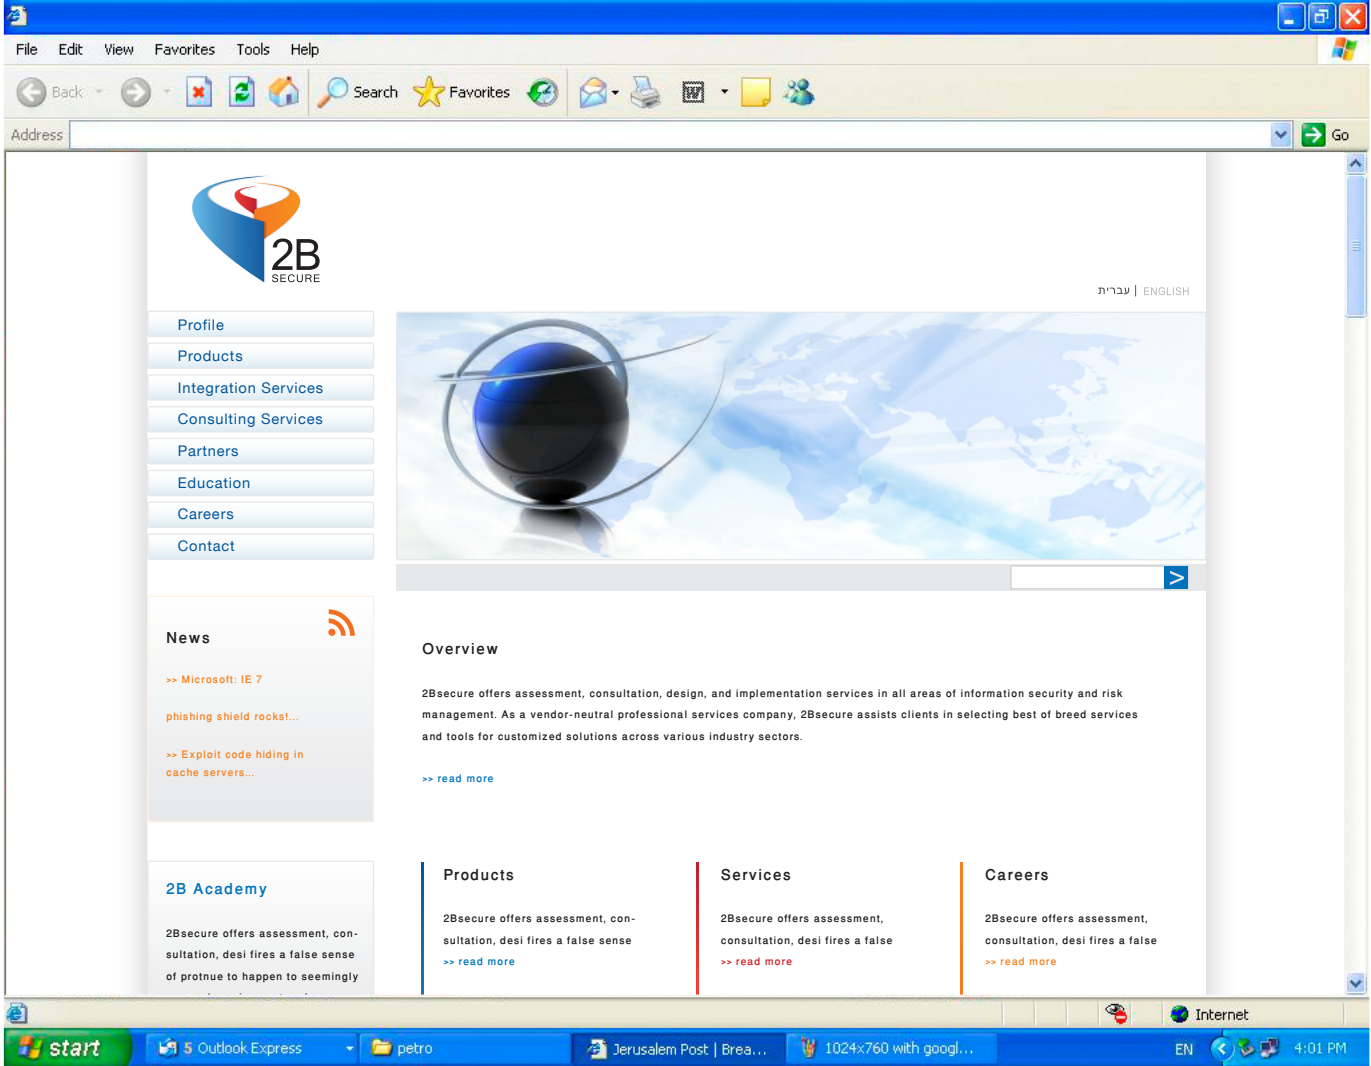 File Edit View Favorites Tools Help
Back Search Favorites
Address Go
2B
SECURE
עברית | ENGLISH
Profile
Products
Integration Services
Consulting Services
Partners
Education
Careers
Contact
>
News
>> Microsoft: IE 7
phishing shield rocks!...
>> Exploit code hiding in
cache servers...
Overview
2Bsecure offers assessment, consultation, design, and implementation services in all areas of information security and risk
management. As a vendor-neutral professional services company, 2Bsecure assists clients in selecting best of breed services
and tools for customized solutions across various industry sectors.
>> read more
2B Academy
2Bsecure offers assessment, con-
sultation, desi fires a false sense
of protnue to happen to seemingly
Products
2Bsecure offers assessment, con-
sultation, desi fires a false sense
>> read more
Services
2Bsecure offers assessment,
consultation, desi fires a false
>> read more
Careers
2Bsecure offers assessment,
consultation, desi fires a false
>> read more
Internet
start 5 Outlook Express petro Jerusalem Post | Brea... 1024x760 with googl... EN 4:01 PM